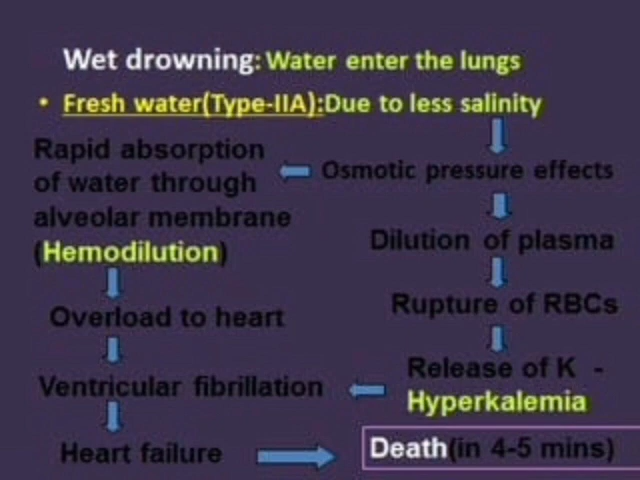 Wet drowning: Water enter the lungs
• Fresh water(Type-IIA):Due to less salinity
Rapid absorption
of water through
alveolar membrane
(Hemodilution)
Osmotic pressure effects
Dilution of plasma
Rupture of RBCs
Release of K -
Hyperkalemia
Overload to heart
Ventricular fibrillation
Heart failure
Death(in 4-5 mins)